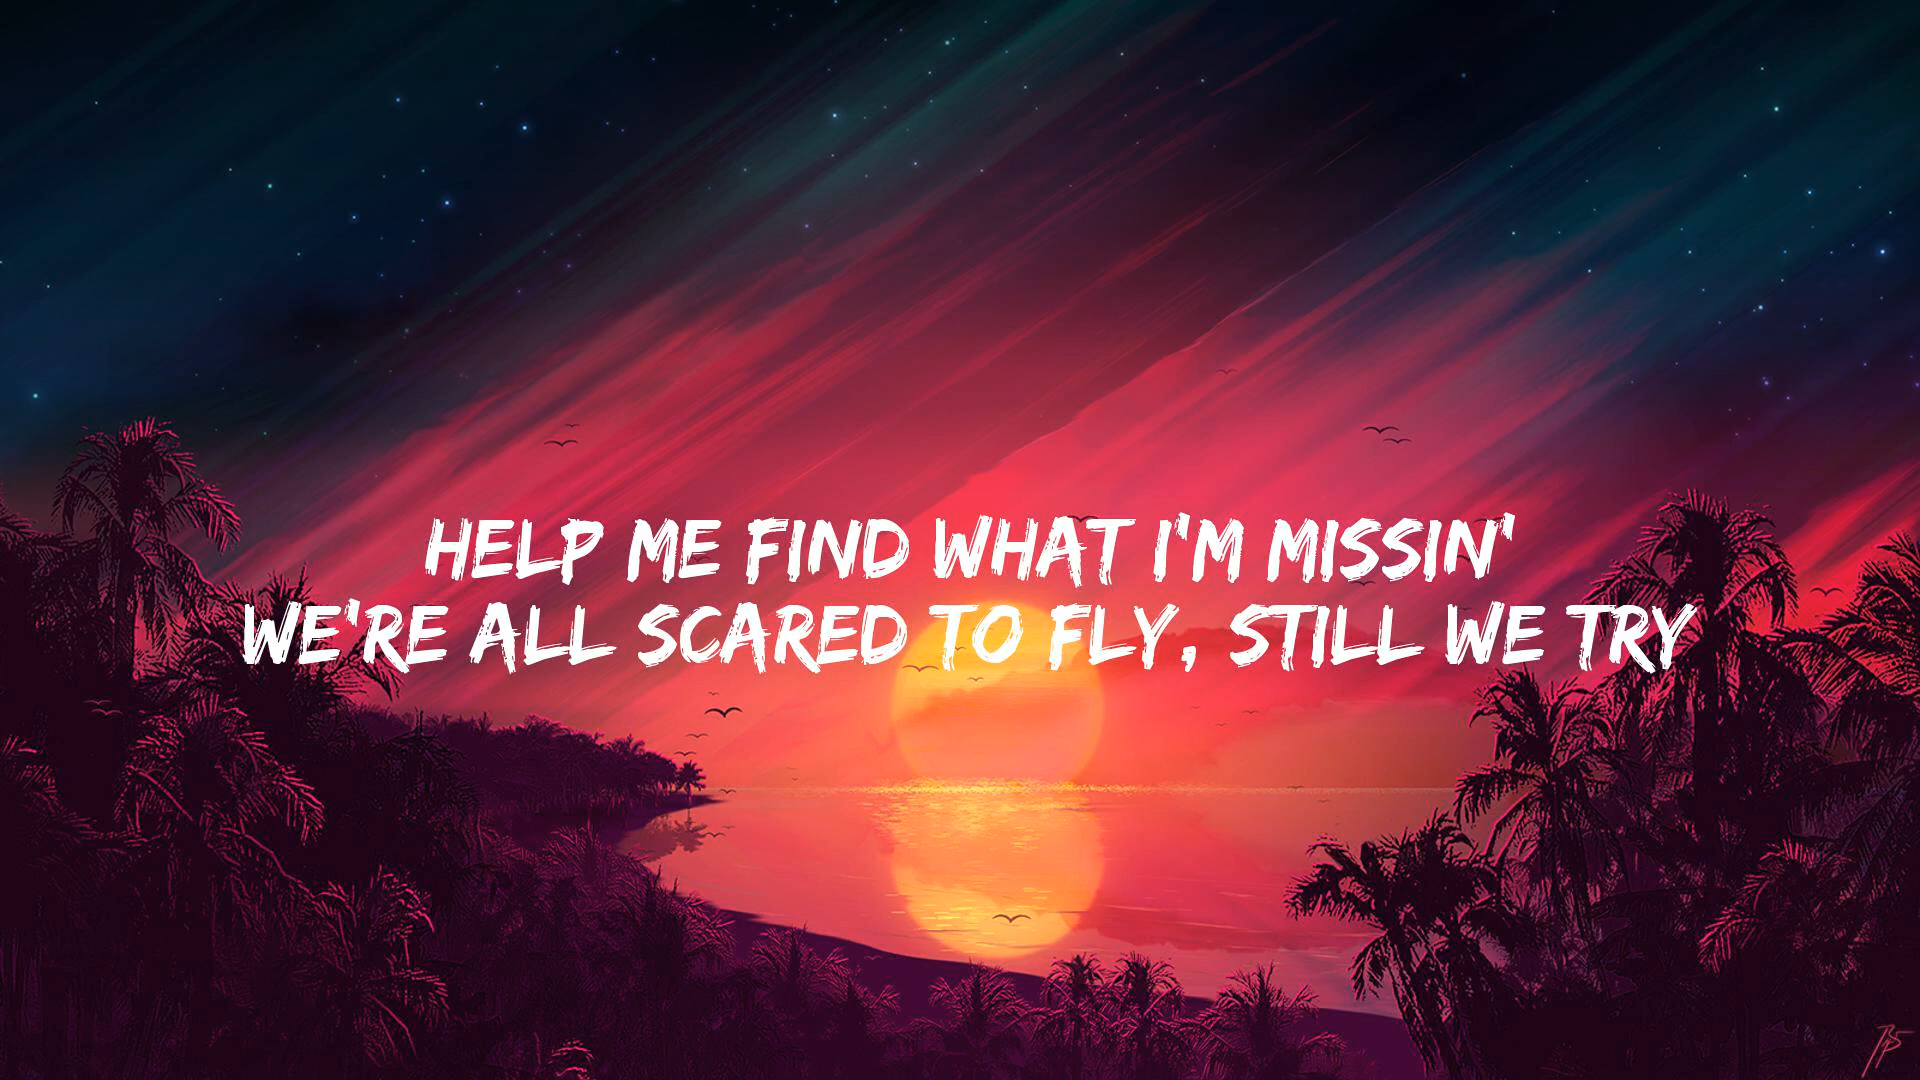 HELP ME FIND WHAT I'M MISSIN'
WE'RE ALL SCARED TO FLY, STILL WE TRY